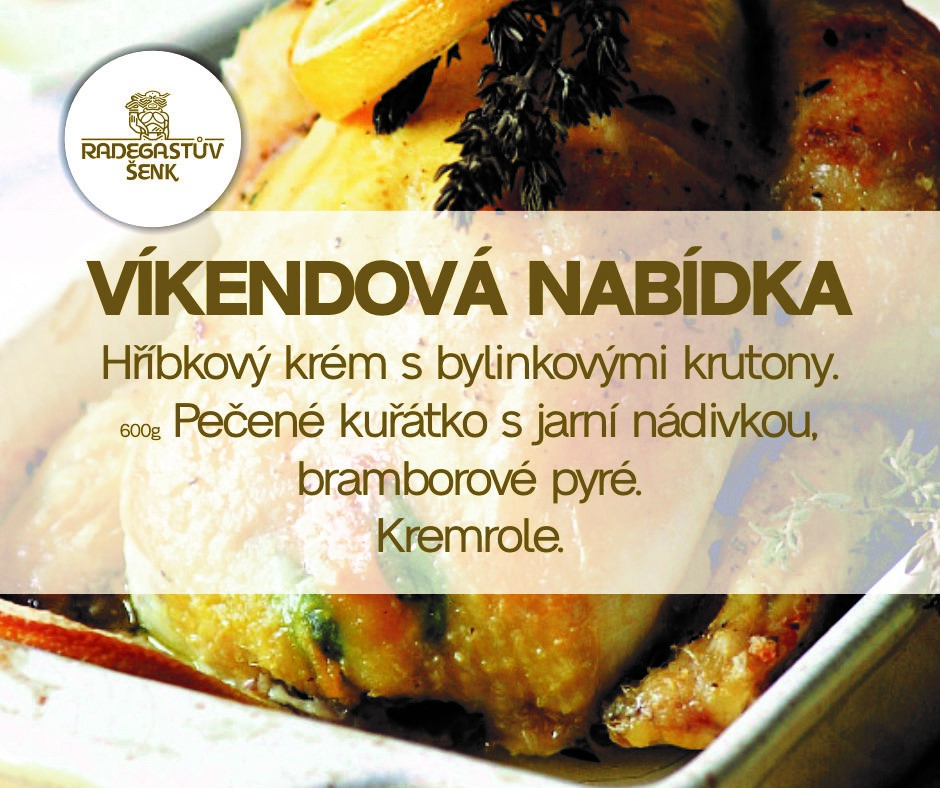 RADEGASTŮV
ŠENK
VÍKENDOVÁ NABÍDKA
Hříbkový krém s bylinkovými krutony.
600g Pečené kuřátko s jarní nádivkou,
bramborové pyré.
Kremrole.